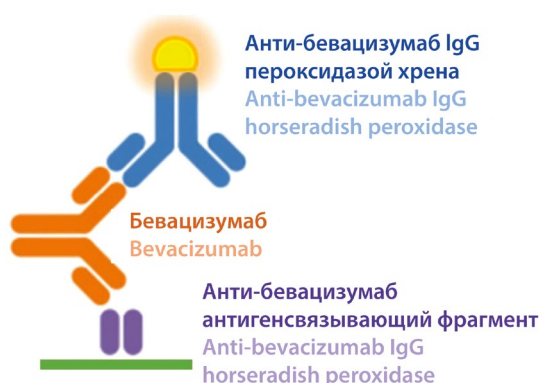 Анти-бевацизумаб IgG
пероксидазой хрена
Anti-bevacizumab IgG
horseradish peroxidase
Бевацизумаб
Bevacizumab
Анти-бевацизумаб
антигенсвязывающий фрагмент
Anti-bevacizumab IgG
horseradish peroxidase